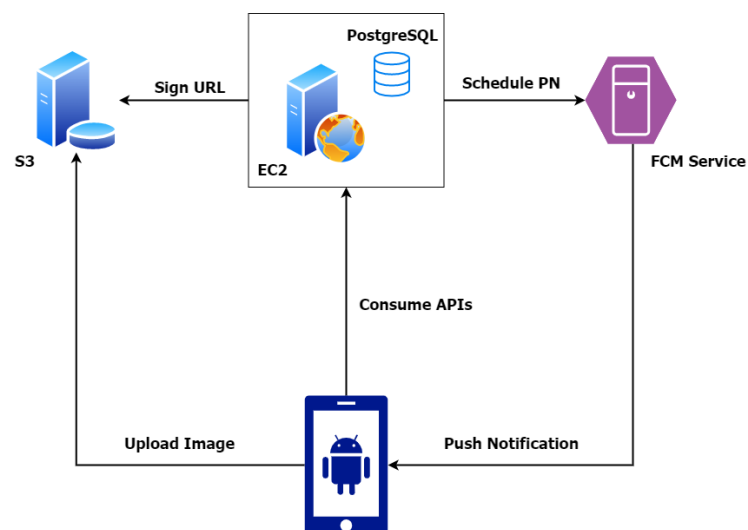 PostgreSQL
Sign URL
Schedule PN
S3
EC2
FCM Service
Consume APIs
Upload Image
Push Notification